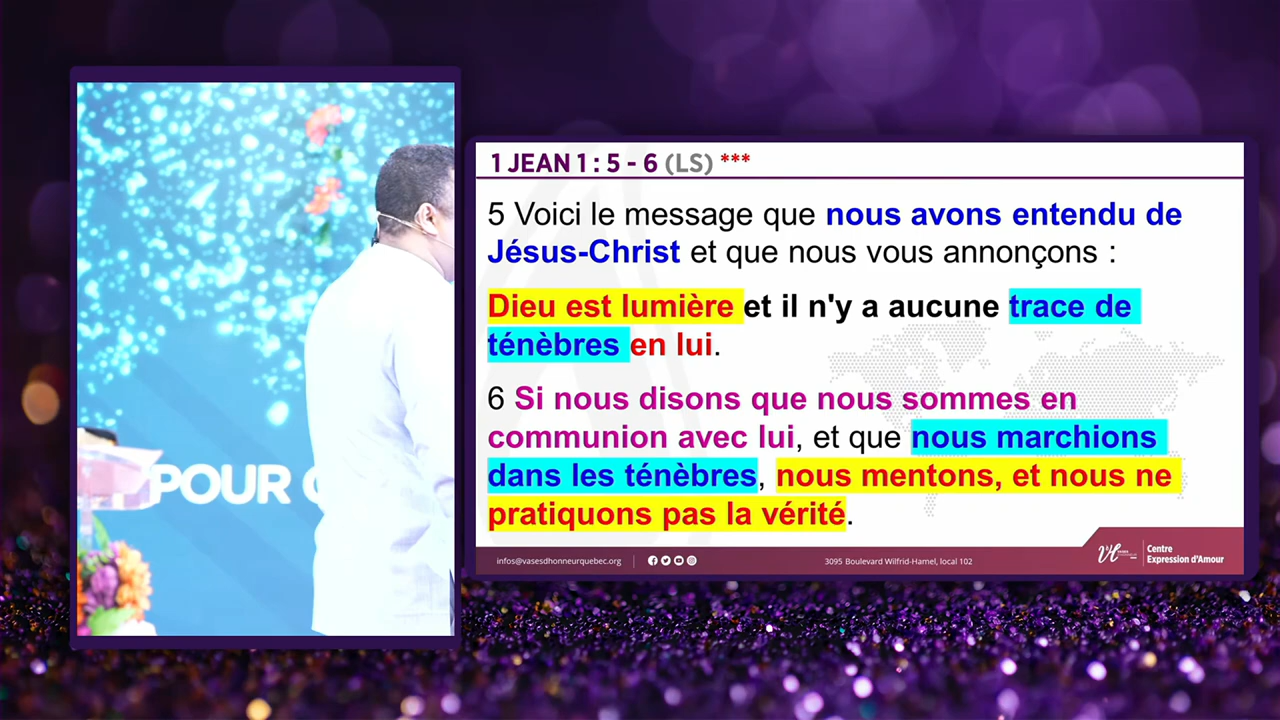 1 JEAN 1 : 5 - 6 (LS) ***
5 Voici le message que nous avons entendu de
Jésus-Christ et que nous vous annonçons :
Dieu est lumière et il n'y a aucune trace de
ténèbres en lui.
6 Si nous disons que nous sommes en
communion avec lui, et que nous marchions
dans les ténèbres, nous mentons, et nous ne
pratiquons pas la vérité.
POUR
infos@vasesdhonneurquebec.org
3095 Boulevard Wilfrid-Hamel, local 102
Centre
Expression d'Amour